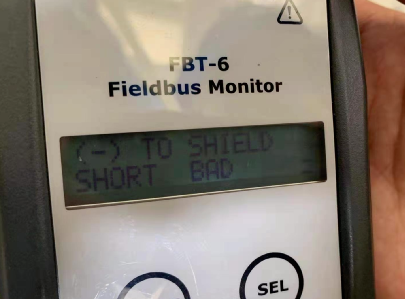 FBT-6
Fieldbus Monitor
(-) TO SHIELD
SHORT BAD
SEL